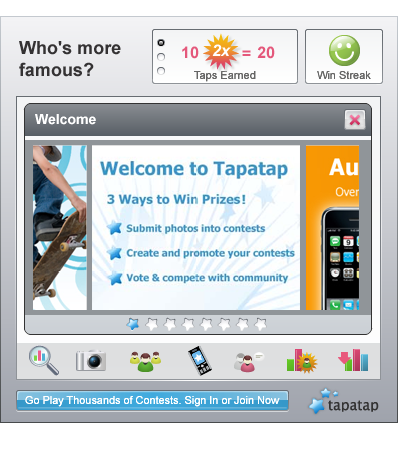 Who's more
famous?
10 2x = 20
Taps Earned
Win Streak
Welcome
Welcome to Tapatap
3 Ways to Win Prizes!
Submit photos into contests
Create and promote your contests
Vote & compete with community
Au
Over
Go Play Thousands of Contests. Sign In or Join Now
tapatap